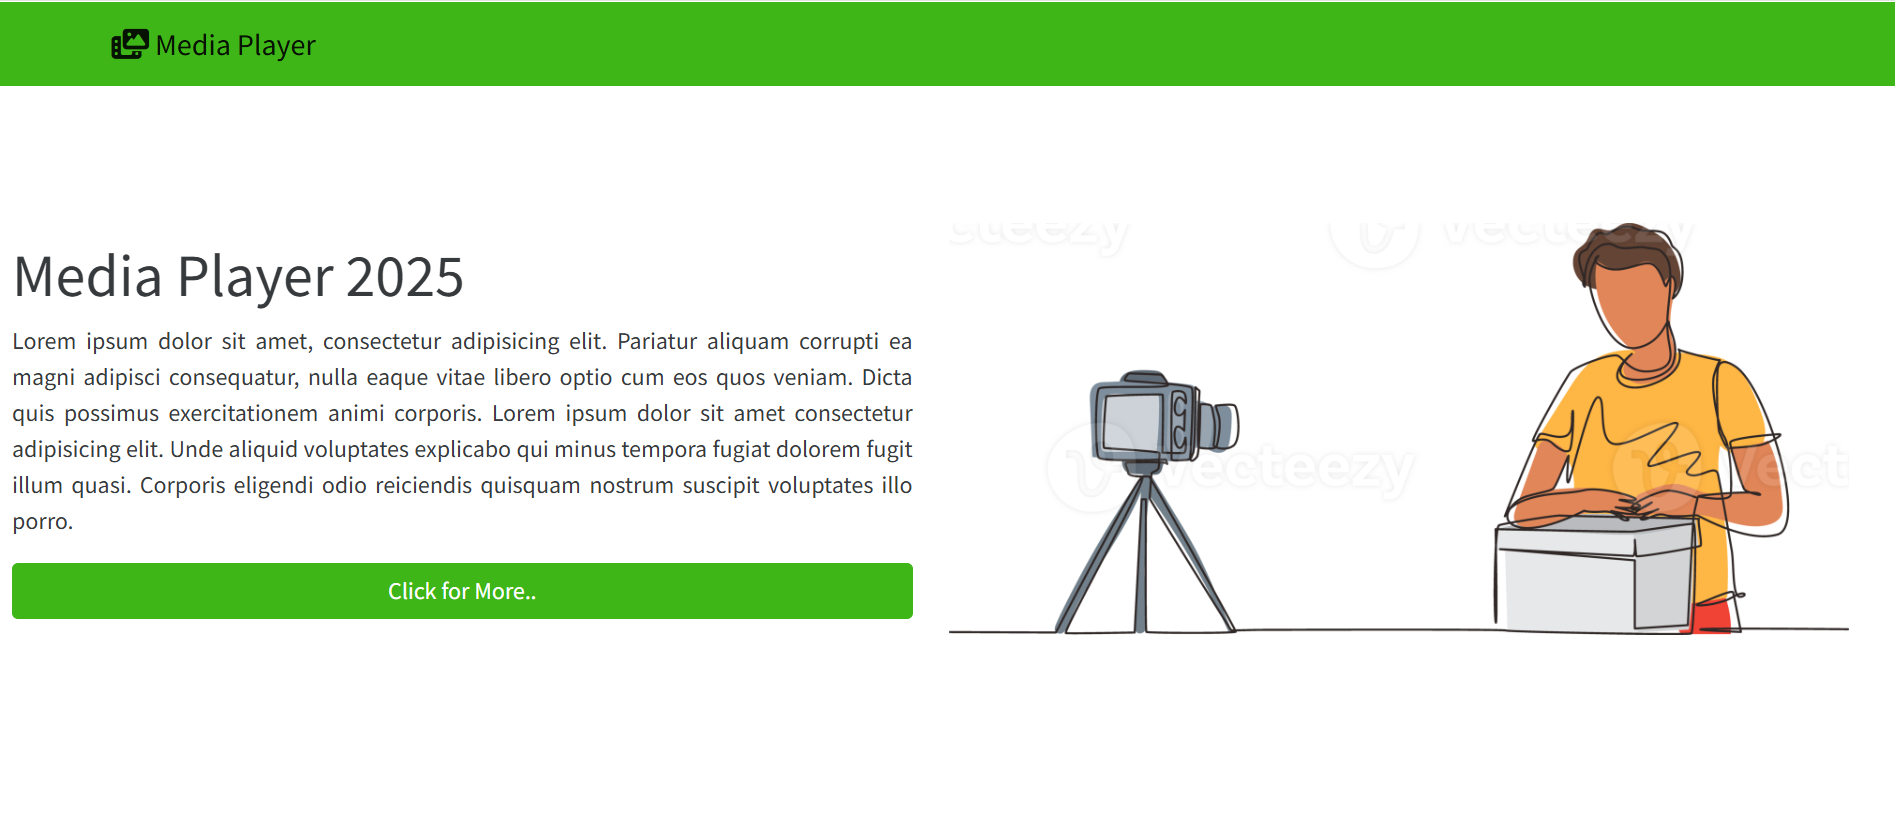 Media Player
Media Player 2025
Lorem ipsum dolor sit amet, consectetur adipisicing elit. Pariatur aliquam corrupti ea
magni adipisci consequatur, nulla eaque vitae libero optio cum eos quos veniam. Dicta
quis possimus exercitationem animi corporis. Lorem ipsum dolor sit amet consectetur
adipisicing elit. Unde aliquid voluptates explicabo qui minus tempora fugiat dolorem fugit
illum quasi. Corporis eligendi odio reiciendis quisquam nostrum suscipit voluptates illo
porro.
Click for More..
vecteezy
vecteezy